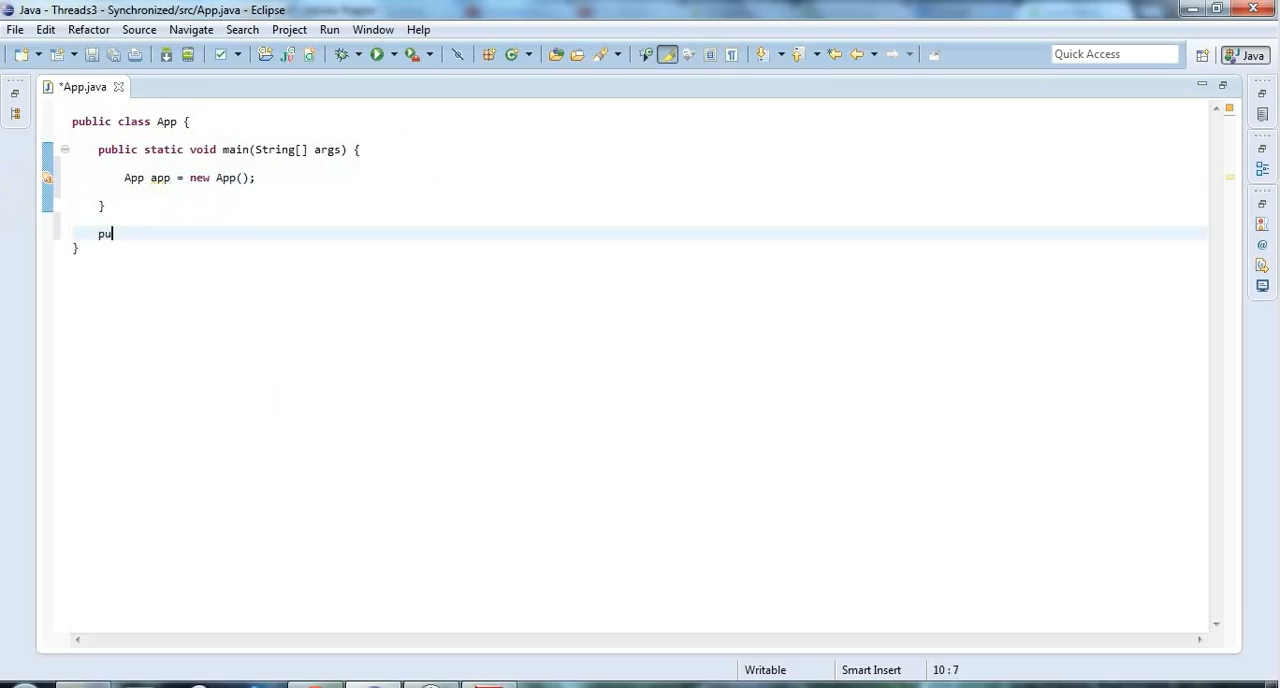 Java - Threads3 - Synchronized/src/App.java - Eclipse
File Edit Refactor Source Navigate Search Project Run Window Help
Quick Access
Java
*App.java
public class App {
public static void main(String[] args) {
App app = new App();
}
pu
}
Writable Smart Insert 10 : 7